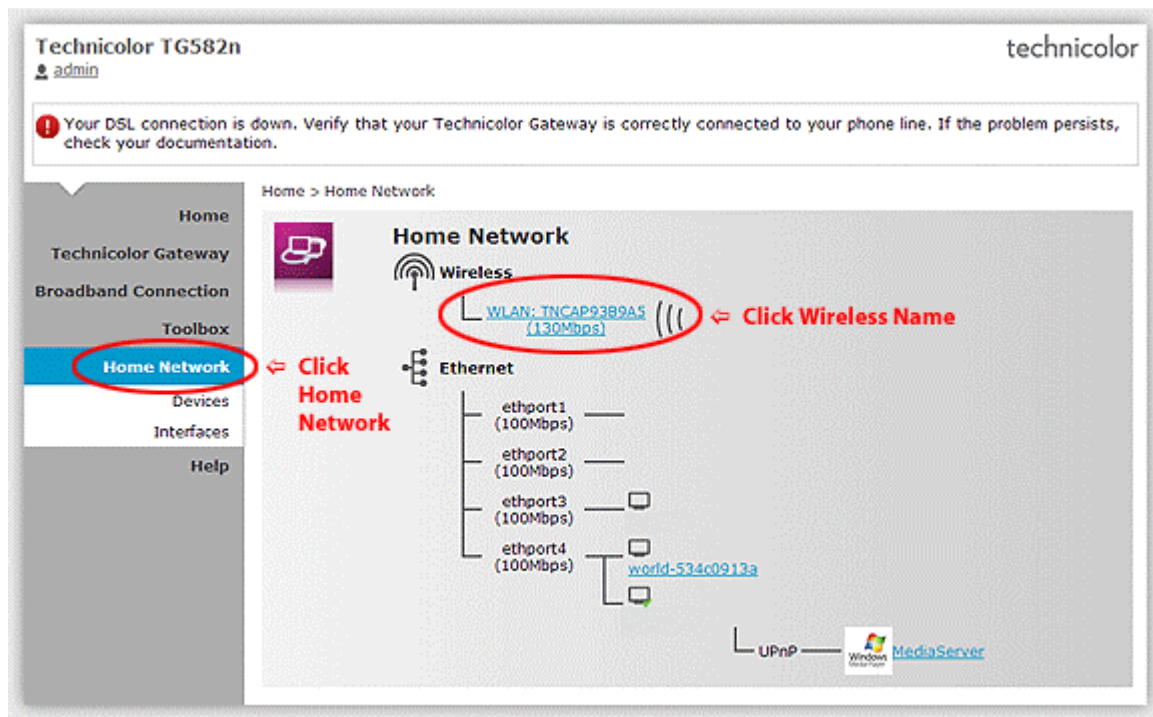 Technicolor TG582n
technicolor
admin
Your DSL connection is down. Verify that your Technicolor Gateway is correctly connected to your phone line. If the problem persists,
check your documentation.
Home > Home Network
Home
Technicolor Gateway
Broadband Connection
Toolbox
Home Network
Devices
Interfaces
Help
⇦ Click
Home
Network
Home Network
Wireless
WLAN: TNCAP93B9A5
(130Mbps)
⇦ Click Wireless Name
Ethernet
ethport1
(100Mbps)
ethport2
(100Mbps)
ethport3
(100Mbps)
ethport4
(100Mbps)
world-534c0913a
UPnP
Windows
Media Player
MediaServer